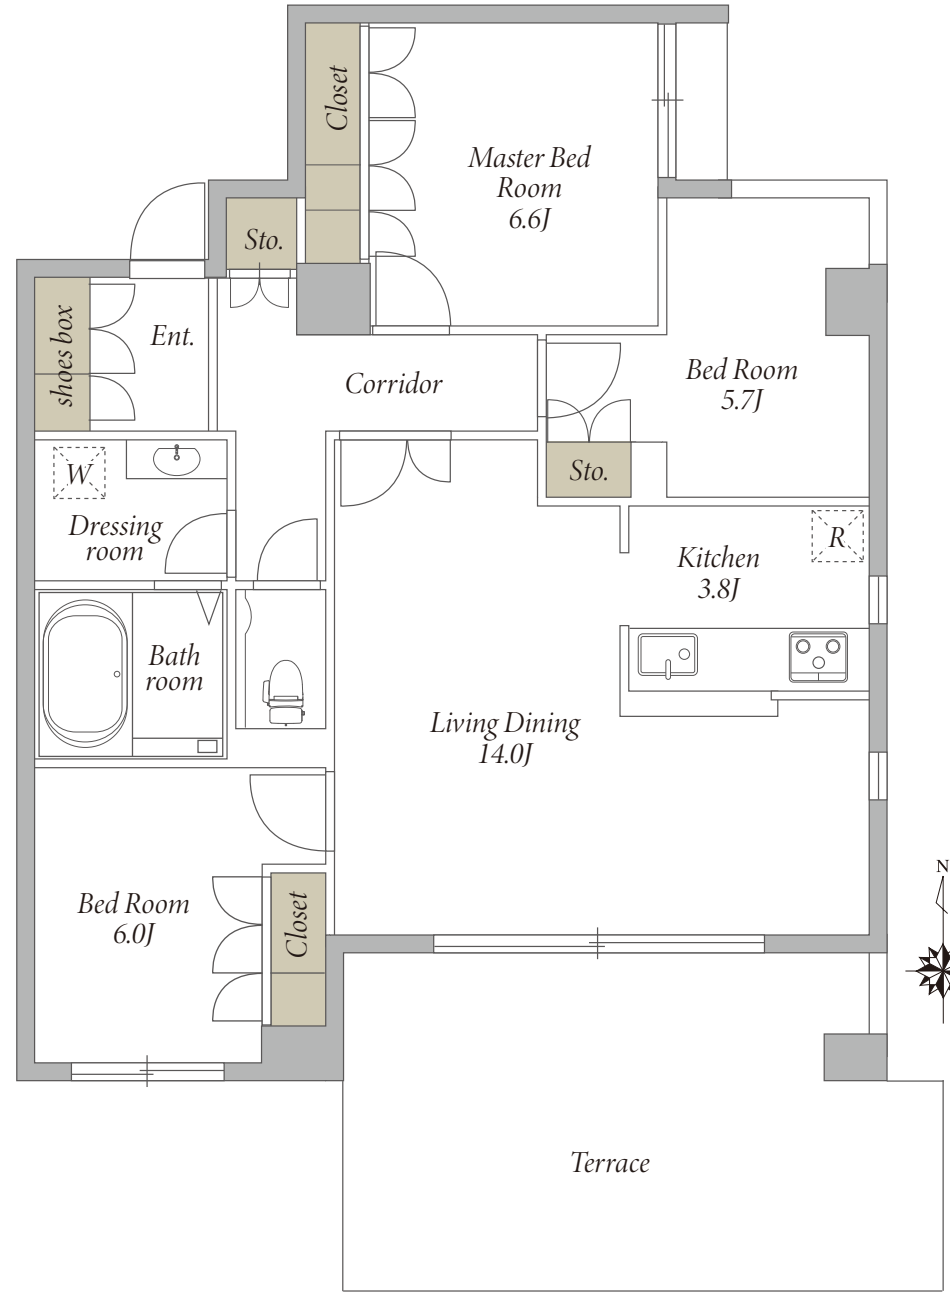 Closet
Master Bed
Room
6.6J
Sto.
shoes box
Ent.
Corridor
Bed Room
5.7J
Sto.
W
Dressing
room
R
Kitchen
3.8J
Bath
room
Living Dining
14.0J
Bed Room
6.0J
Closet
N
Terrace